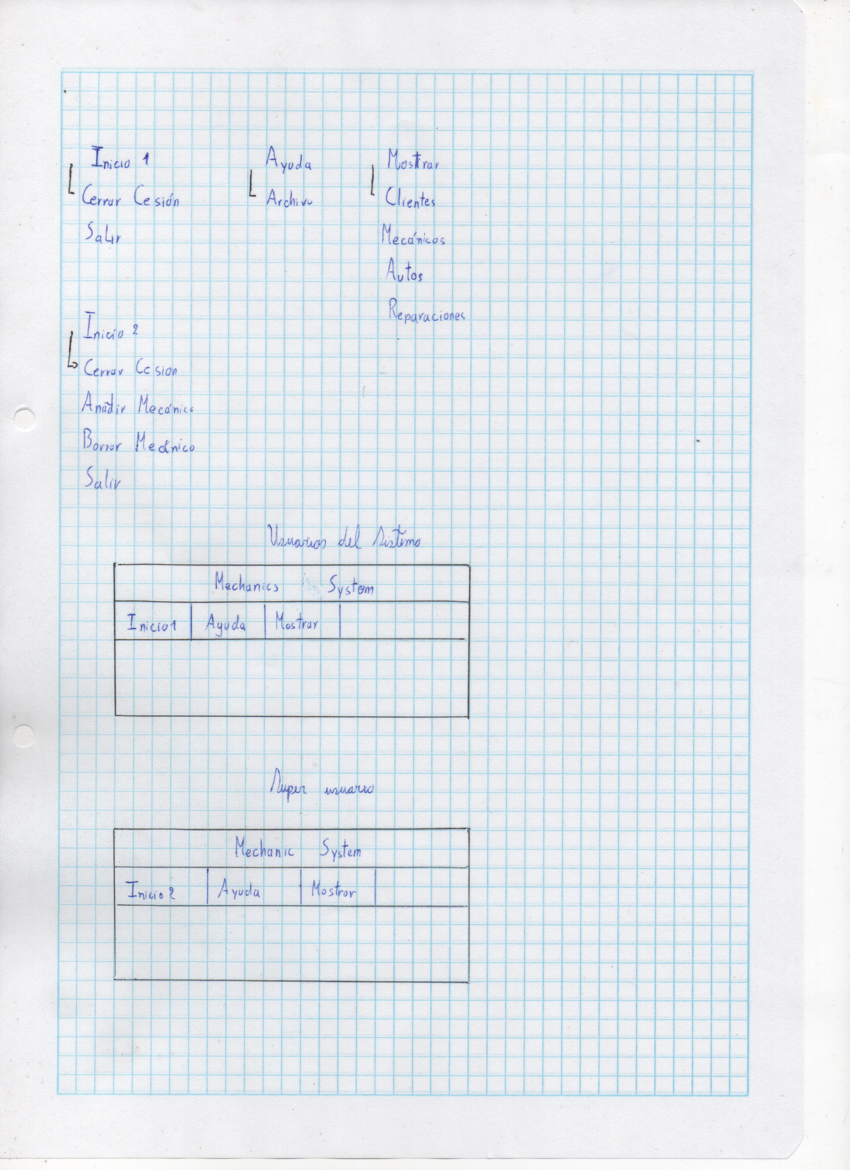 Inicio 1
Cerrar Cesión
Salir
Ayuda
Archivo
Mostrar
Clientes
Mecánicos
Autos
Reparaciones
Inicio 2
Cerrar Cesion
Anadir Mecánico
Borrar Mecánico
Salir
Usuarios del Sistema
Mechanics System
Inicio1 Ayuda Mostrar
Super usuario
Mechanic System
Inicio 2 Ayuda Mostrar